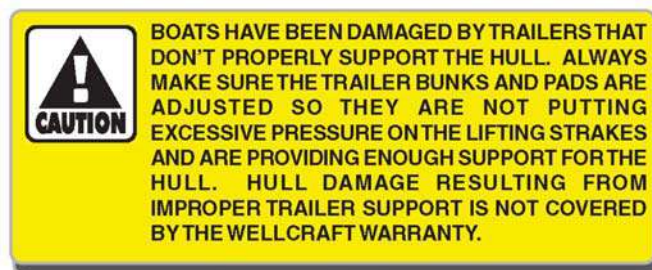 CAUTION
BOATS HAVE BEEN DAMAGED BY TRAILERS THAT
DON'T PROPERLY SUPPORT THE HULL. ALWAYS
MAKE SURE THE TRAILER BUNKS AND PADS ARE
ADJUSTED SO THEY ARE NOT PUTTING
EXCESSIVE PRESSURE ON THE LIFTING STRAKES
AND ARE PROVIDING ENOUGH SUPPORT FOR THE
HULL. HULL DAMAGE RESULTING FROM
IMPROPER TRAILER SUPPORT IS NOT COVERED
BY THE WELLCRAFT WARRANTY.